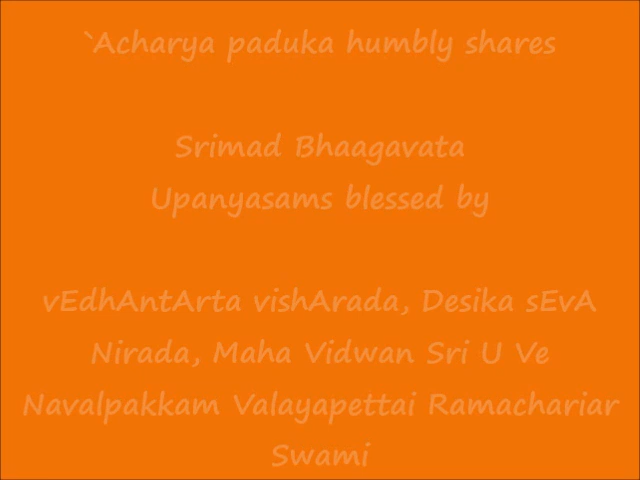 `Acharya paduka humbly shares
Srimad Bhaagavata
Upanyasams blessed by
vEdhAntArta vishArada, Desika sEvA
Nirada, Maha Vidwan Sri U Ve
Navalpakkam Valayapettai Ramachariar
Swami